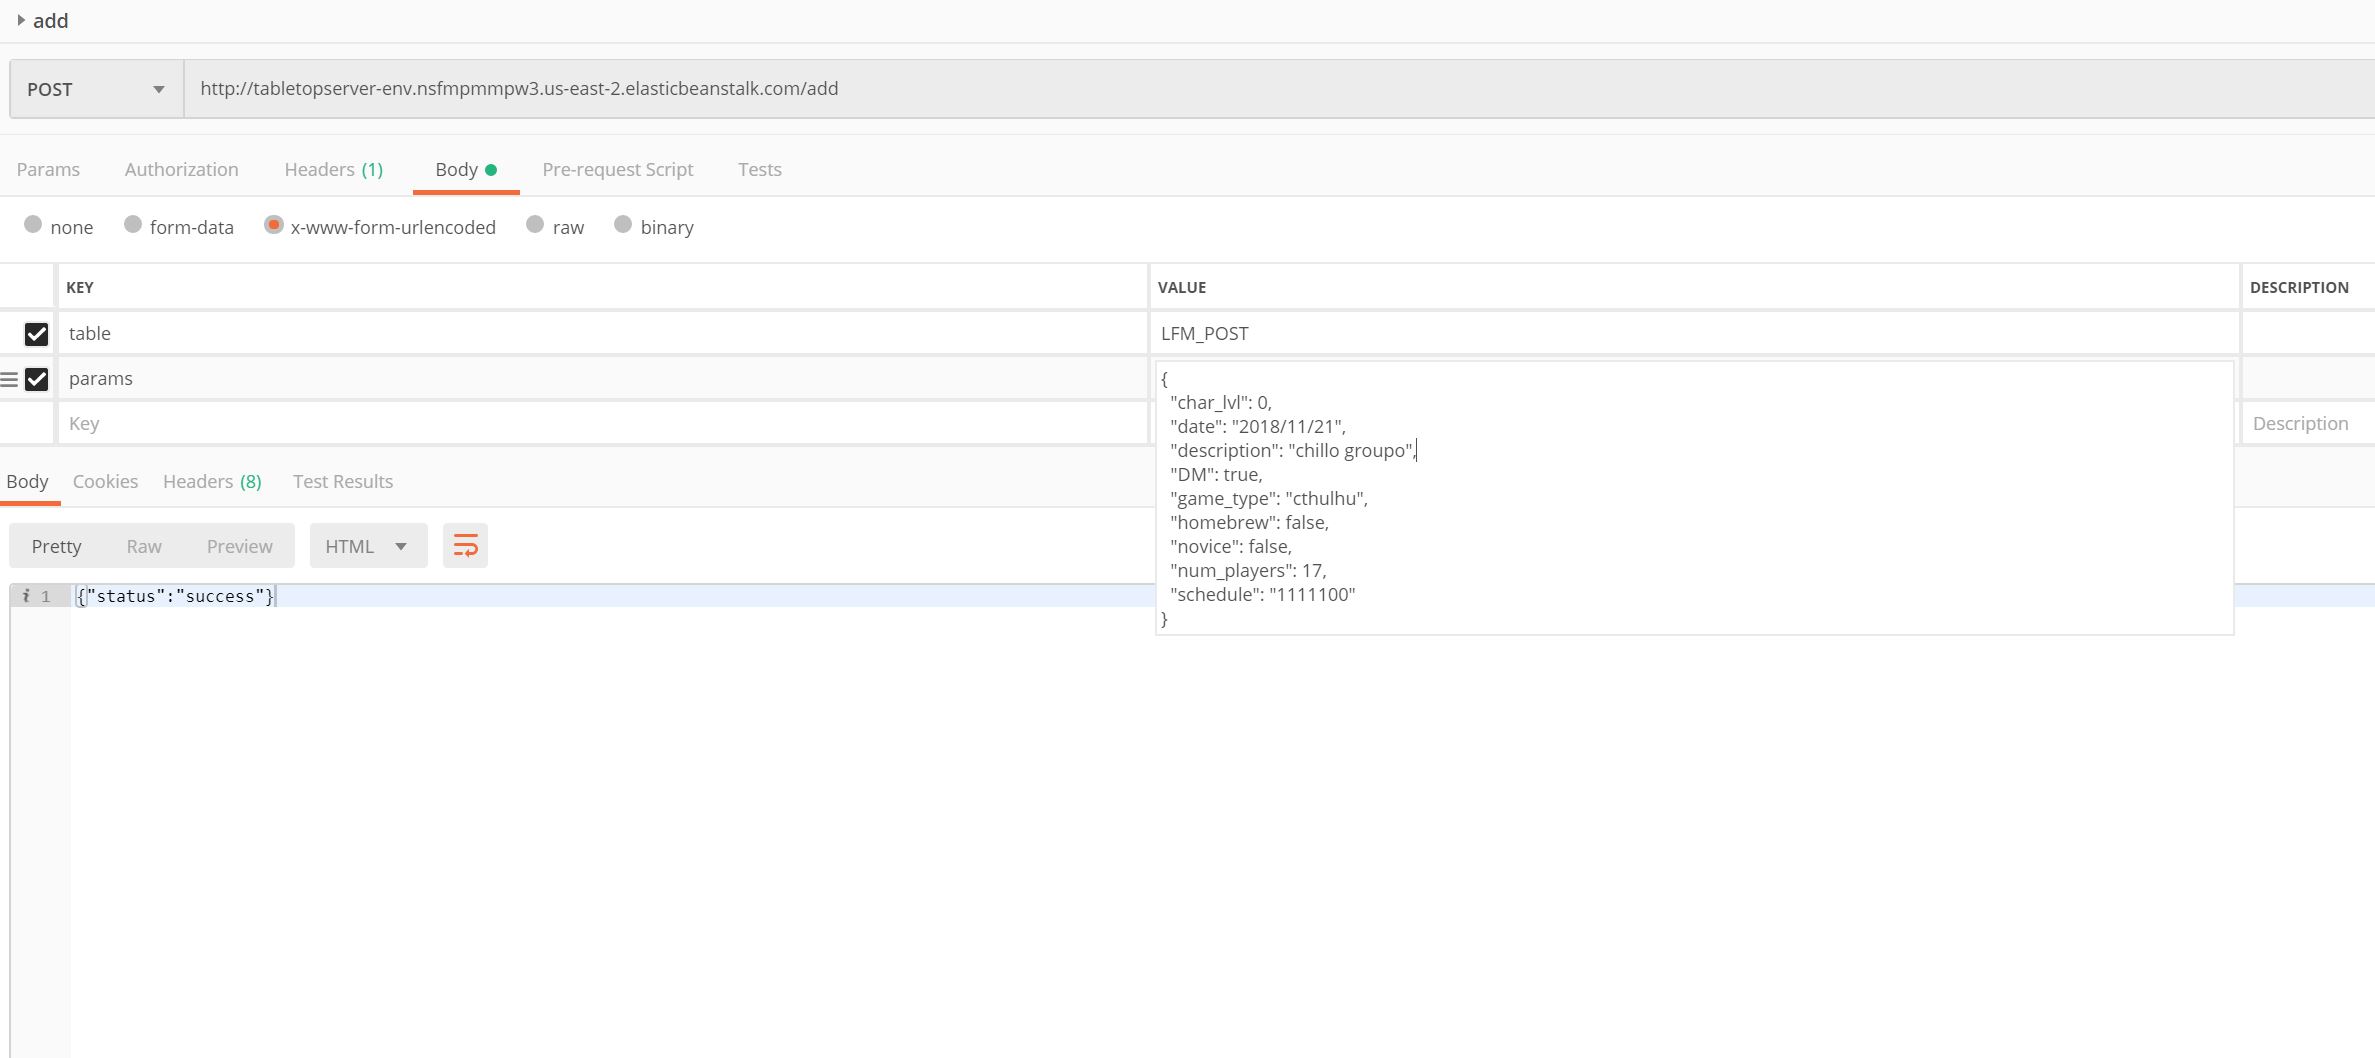 add
POST http://tabletopserver-env.nsfmpmmpw3.us-east-2.elasticbeanstalk.com/add
Params Authorization Headers (1) Body Pre-request Script Tests
none form-data x-www-form-urlencoded raw binary
KEY VALUE DESCRIPTION
table LFM_POST
params
{
"char_lvl": 0,
"date": "2018/11/21",
"description": "chillo groupo",
"DM": true,
"game_type": "cthulhu",
"homebrew": false,
"novice": false,
"num_players": 17,
"schedule": "1111100"
}
Key Description
Body Cookies Headers (8) Test Results
Pretty Raw Preview HTML
i 1 {"status":"success"}